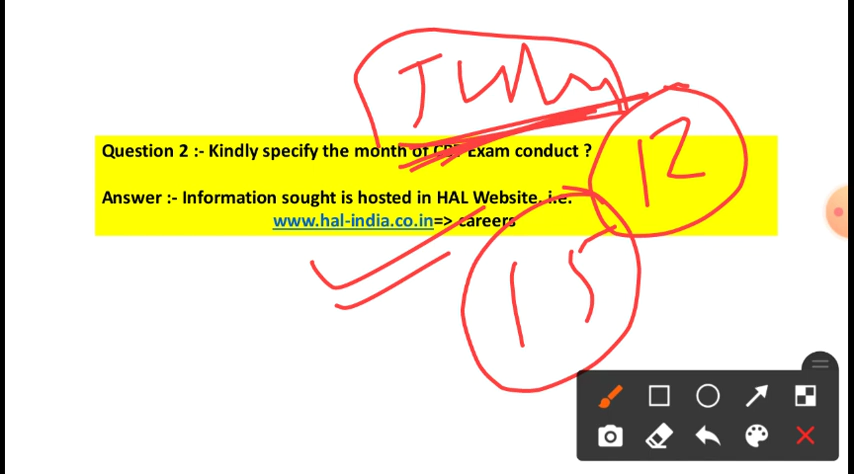 July
Question 2 :- Kindly specify the month of CBT Exam conduct ?
12
Answer :- Information sought is hosted in HAL Website, i.e.
www.hal-india.co.in=> careers
15